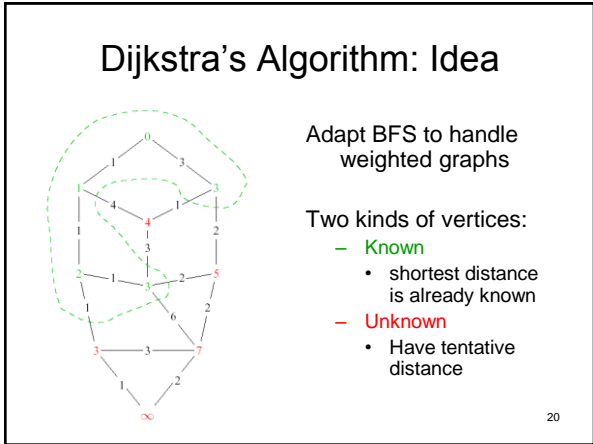 Dijkstra's Algorithm: Idea
0
1 3
1 3
4 1
4
1 3 2
2 1 3 2 5
1 6 2
3 3 7
1 2
∞
Adapt BFS to handle
weighted graphs
Two kinds of vertices:
– Known
• shortest distance
is already known
– Unknown
• Have tentative
distance
20